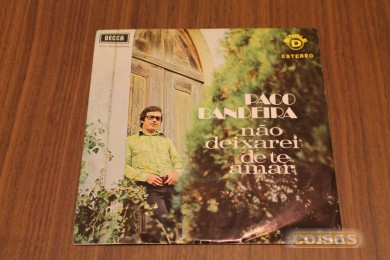 DECCA
D
ESTEREO
PACO
BANDEIRA
não
deixarei
de te
amar
coisas